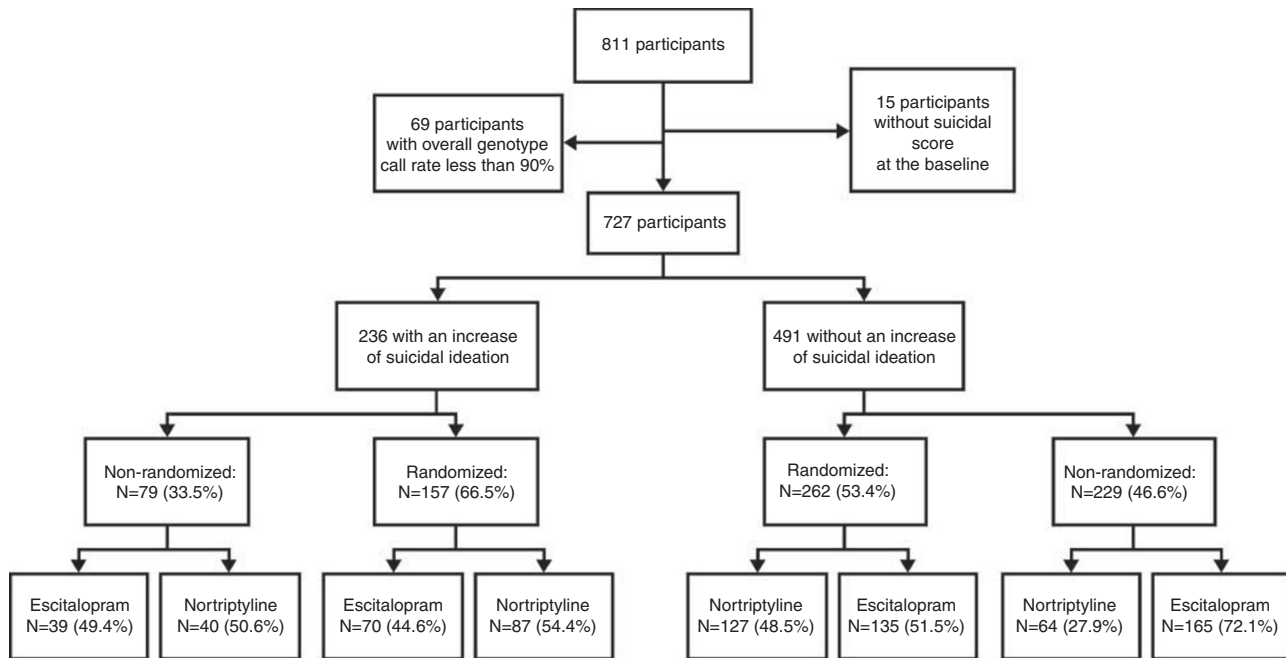 811 participants
69 participants
with overall genotype
call rate less than 90%
15 participants
without suicidal
score
at the baseline
727 participants
236 with an increase
of suicidal ideation
491 without an increase
of suicidal ideation
Non-randomized:
N=79 (33.5%)
Randomized:
N=157 (66.5%)
Randomized:
N=262 (53.4%)
Non-randomized:
N=229 (46.6%)
Escitalopram
N=39 (49.4%)
Nortriptyline
N=40 (50.6%)
Escitalopram
N=70 (44.6%)
Nortriptyline
N=87 (54.4%)
Nortriptyline
N=127 (48.5%)
Escitalopram
N=135 (51.5%)
Nortriptyline
N=64 (27.9%)
Escitalopram
N=165 (72.1%)